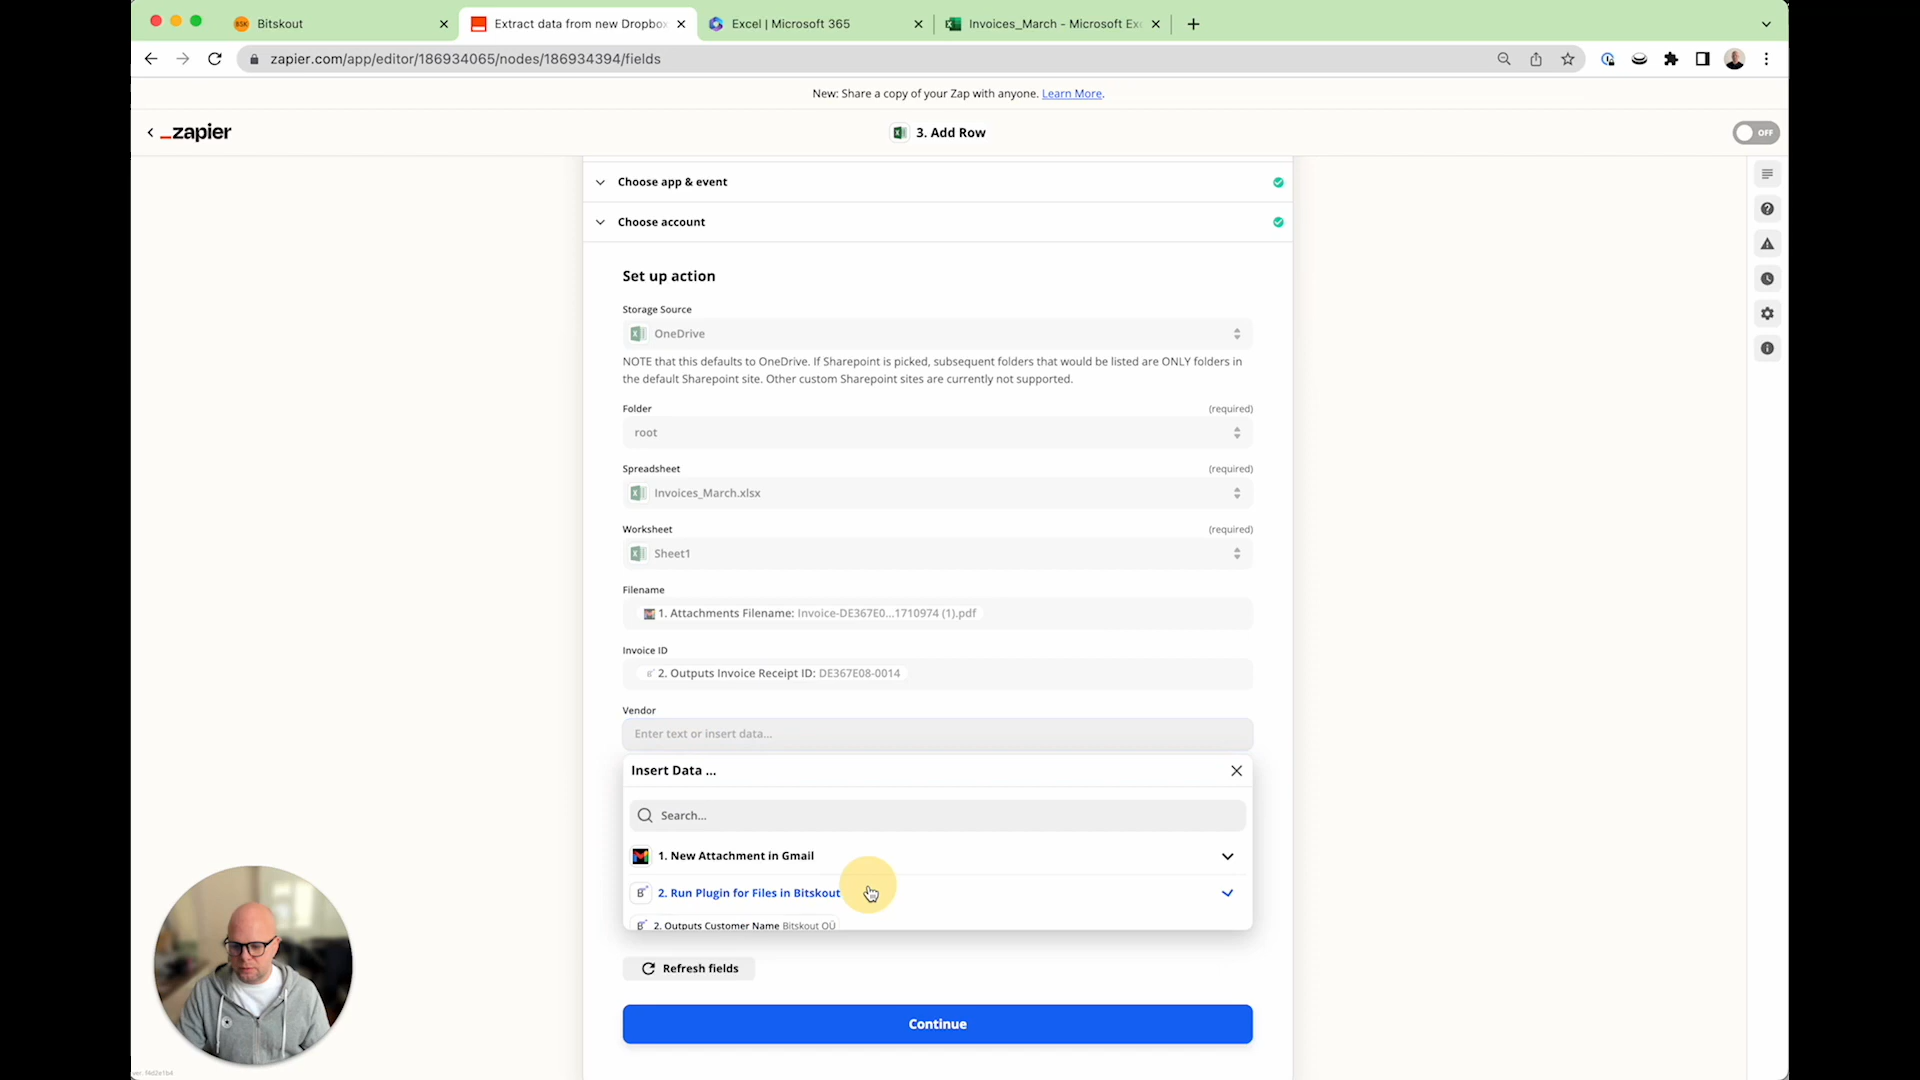 BSK Bitskout
Extract data from new Dropbox
Excel | Microsoft 365
Invoices_March - Microsoft Exc
zapier.com/app/editor/186934065/nodes/186934394/fields
New: Share a copy of your Zap with anyone. Learn More.
_zapier
3. Add Row
OFF
Choose app & event
Choose account
Set up action
Storage Source
OneDrive
NOTE that this defaults to OneDrive. If Sharepoint is picked, subsequent folders that would be listed are ONLY folders in
the default Sharepoint site. Other custom Sharepoint sites are currently not supported.
Folder (required)
root
Spreadsheet (required)
Invoices_March.xlsx
Worksheet (required)
Sheet1
Filename
1. Attachments Filename: Invoice-DE367E0...1710974 (1).pdf
Invoice ID
2. Outputs Invoice Receipt ID: DE367E08-0014
Vendor
Enter text or insert data...
Insert Data ...
Search...
1. New Attachment in Gmail
2. Run Plugin for Files in Bitskout
2. Outputs Customer Name Bitskout OÜ
Refresh fields
Continue
ver. f4d2e1b4